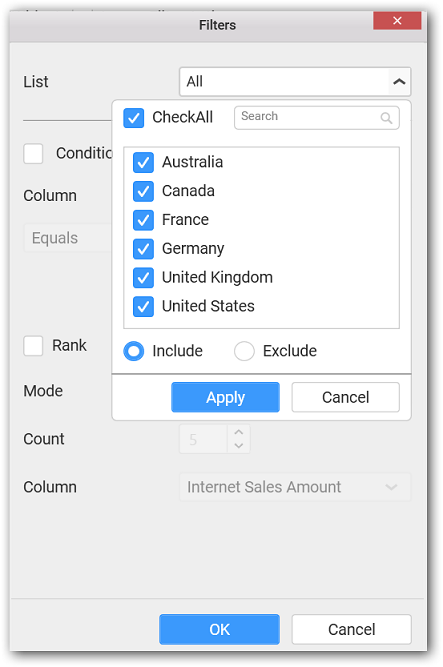 Filters
List
All
CheckAll
Search
Australia
Canada
France
Germany
United Kingdom
United States
Include
Exclude
Apply
Cancel
Column
Equals
Rank
Mode
Count
5
Column
Internet Sales Amount
OK
Cancel